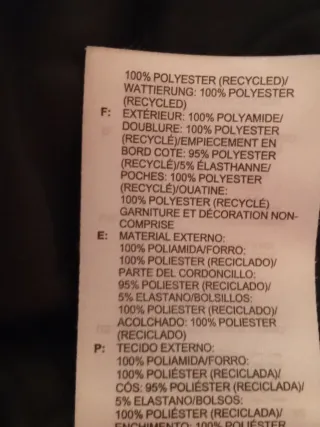 100% POLYESTER (RECYCLED)/
WATTIERUNG: 100% POLYESTER
(RECYCLED)
F: EXTÉRIEUR: 100% POLYAMIDE/
DOUBLURE: 100% POLYESTER
(RECYCLÉ)/EMPIECEMENT EN
BORD COTE: 95% POLYESTER
(RECYCLÉ)/5% ÉLASTHANNE/
POCHES: 100% POLYESTER
(RECYCLÉ)/OUATINE:
100% POLYESTER (RECYCLÉ)
GARNITURE ET DÉCORATION NON-
COMPRISE
E: MATERIAL EXTERNO:
100% POLIAMIDA/FORRO:
100% POLIESTER (RECICLADO)/
PARTE DEL CORDONCILLO:
95% POLIESTER (RECICLADO)/
5% ELASTANO/BOLSILLOS:
100% POLIESTER (RECICLADO)/
ACOLCHADO: 100% POLIESTER
(RECICLADO)
P: TECIDO EXTERNO:
100% POLIAMIDA/FORRO:
100% POLIÉSTER (RECICLADA)/
CÓS: 95% POLIÉSTER (RECICLADA)/
5% ELASTANO/BOLSOS:
100% POLIÉSTER (RECICLADA)/
ENCHIMENTO: 100% POLIÉSTER